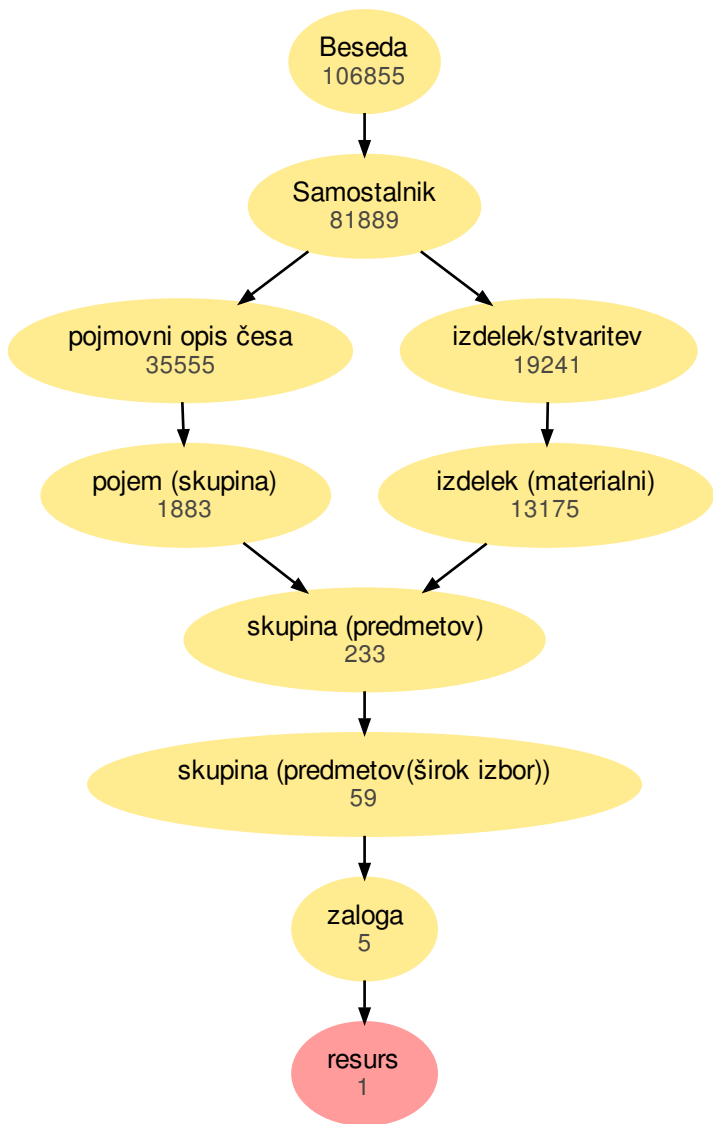 Beseda
106855
Samostalnik
81889
pojmovni opis česa
35555
izdelek/stvaritev
19241
pojem (skupina)
1883
izdelek (materialni)
13175
skupina (predmetov)
233
skupina (predmetov(širok izbor))
59
zaloga
5
resurs
1